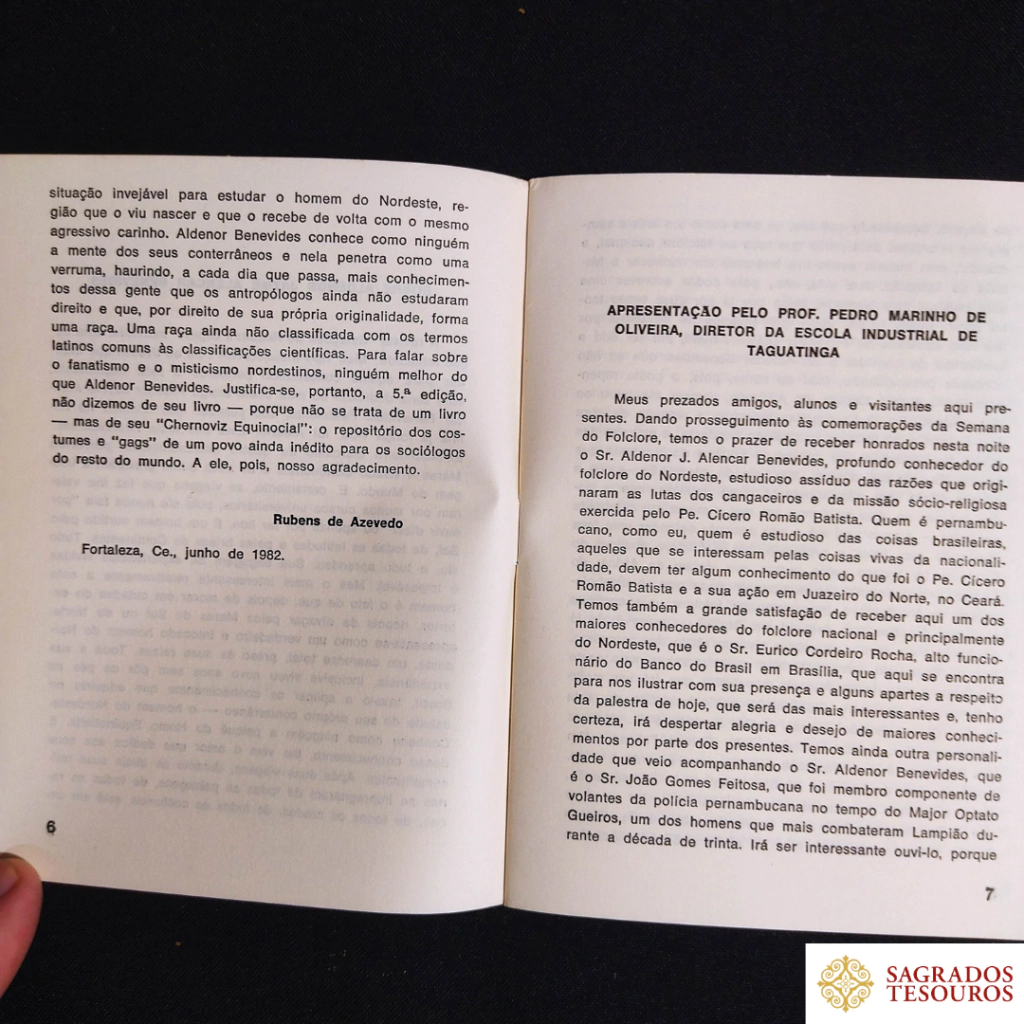 situação invejável para estudar o homem do Nordeste, re-
gião que o viu nascer e que o recebe de volta com o mesmo
agressivo carinho. Aldenor Benevides conhece como ninguém
a mente dos seus conterrâneos e nela penetra como uma
verruma, haurindo, a cada dia que passa, mais conhecimen-
tos dessa gente que os antropólogos ainda não estudaram
direito e que, por direito de sua própria originalidade, forma
uma raça. Uma raça ainda não classificada com os termos
latinos comuns às classificações científicas. Para falar sobre
o fanatismo e o misticismo nordestinos, ninguém melhor do
que Aldenor Benevides. Justifica-se, portanto, a 5.ª edição,
não dizemos de seu livro — porque não se trata de um livro
— mas de seu "Chernoviz Equinocial": o repositório dos cos-
tumes e "gags" de um povo ainda inédito para os sociólogos
do resto do mundo. A ele, pois, nosso agradecimento.
Rubens de Azevedo
Fortaleza, Ce., junho de 1982.
6
APRESENTAÇÃO PELO PROF. PEDRO MARINHO DE
OLIVEIRA, DIRETOR DA ESCOLA INDUSTRIAL DE
TAGUATINGA
Meus prezados amigos, alunos e visitantes aqui pre-
sentes. Dando prosseguimento às comemorações da Semana
do Folclore, temos o prazer de receber honrados nesta noite
o Sr. Aldenor J. Alencar Benevides, profundo conhecedor do
folclore do Nordeste, estudioso assíduo das razões que origi-
naram as lutas dos cangaceiros e da missão sócio-religiosa
exercida pelo Pe. Cícero Romão Batista. Quem é pernambu-
cano, como eu, quem é estudioso das coisas brasileiras,
aqueles que se interessam pelas coisas vivas da nacionali-
dade, devem ter algum conhecimento do que foi o Pe. Cícero
Romão Batista e a sua ação em Juazeiro do Norte, no Ceará.
Temos também a grande satisfação de receber aqui um dos
maiores conhecedores do folclore nacional e principalmente
do Nordeste, que é o Sr. Eurico Cordeiro Rocha, alto funcio-
nário do Banco do Brasil em Brasília, que aqui se encontra
para nos ilustrar com sua presença e alguns apartes a respeito
da palestra de hoje, que será das mais interessantes e, tenho
certeza, irá despertar alegria e desejo de maiores conheci-
mentos por parte dos presentes. Temos ainda outra personali-
dade que veio acompanhando o Sr. Aldenor Benevides, que
é o Sr. João Gomes Feitosa, que foi membro componente de
volantes da polícia pernambucana no tempo do Major Optato
Gueiros, um dos homens que mais combateram Lampião du-
rante a década de trinta. Irá ser interessante ouvi-lo, porque
7
SAGRADOS
TESOUROS